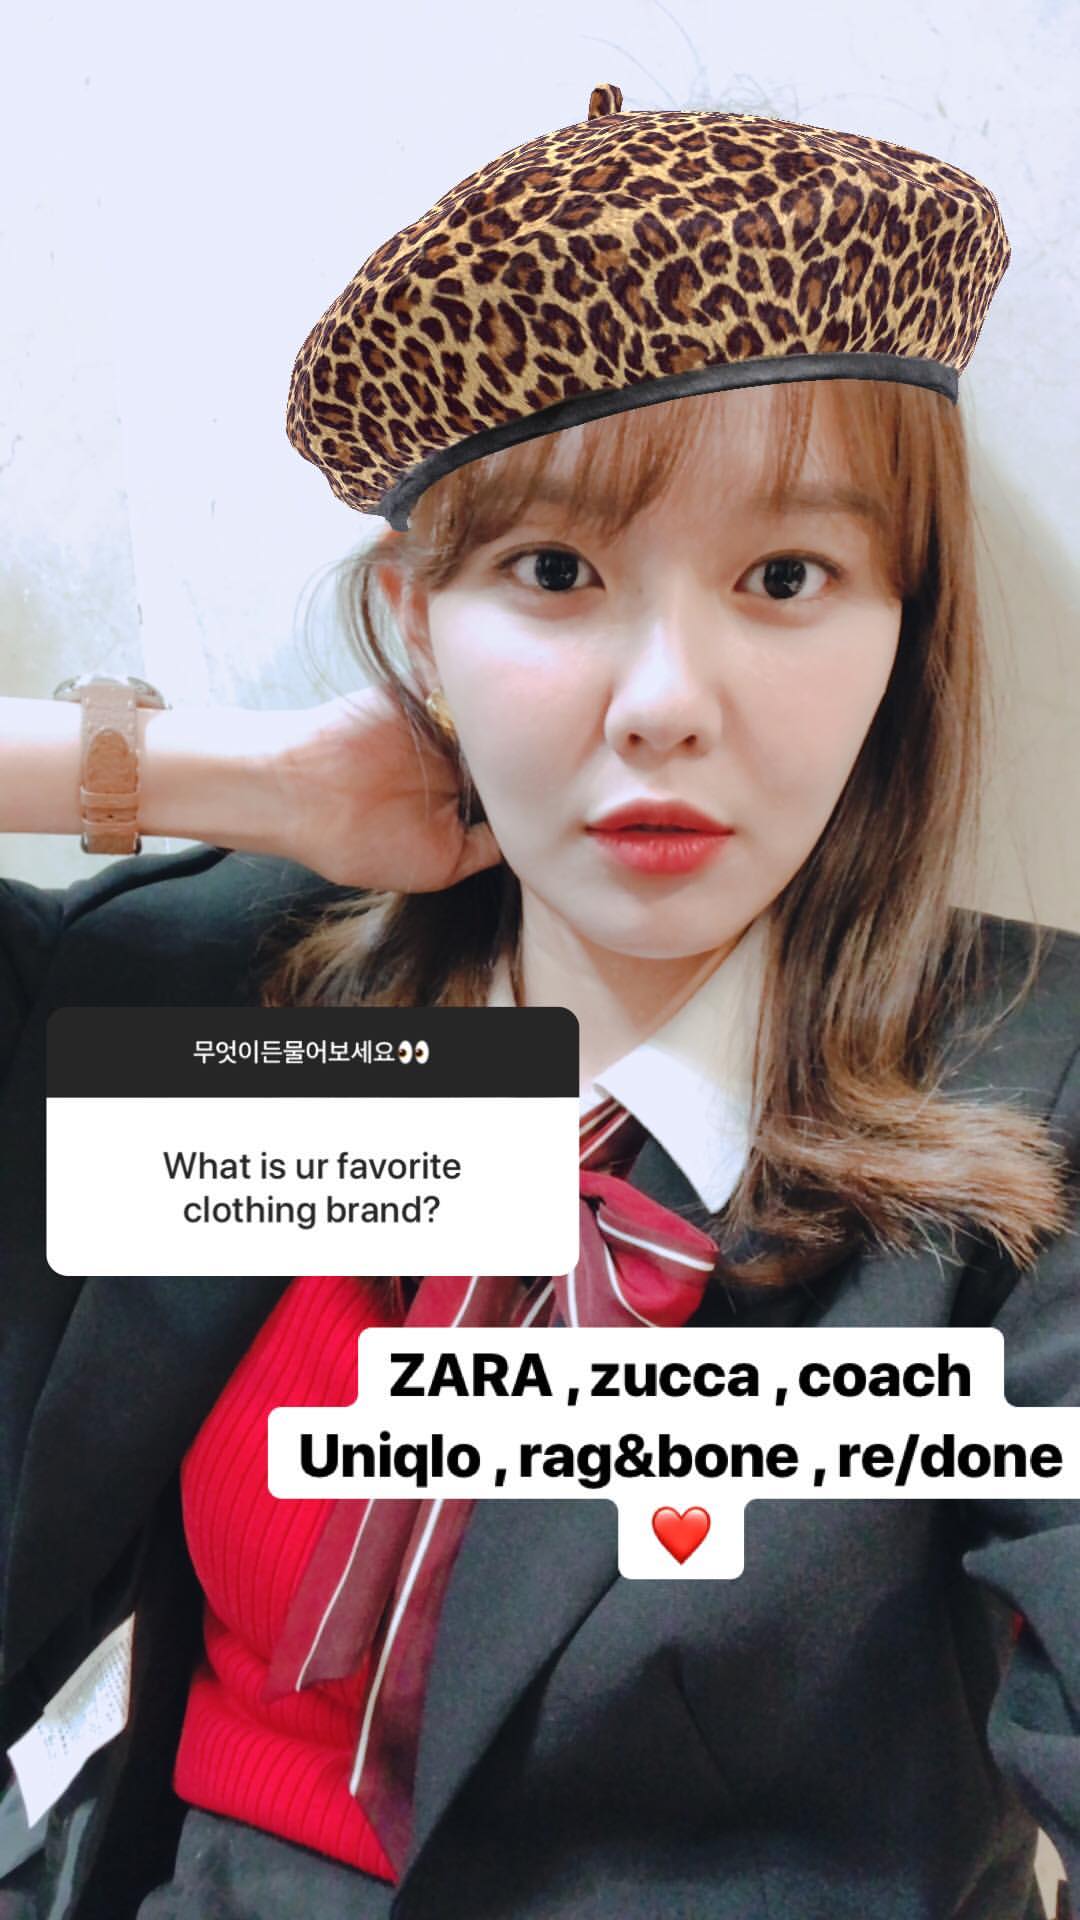 무엇이든물어보세요👀
What is ur favorite
clothing brand?
ZARA , zucca , coach
Uniqlo , rag&bone , re/done
❤️